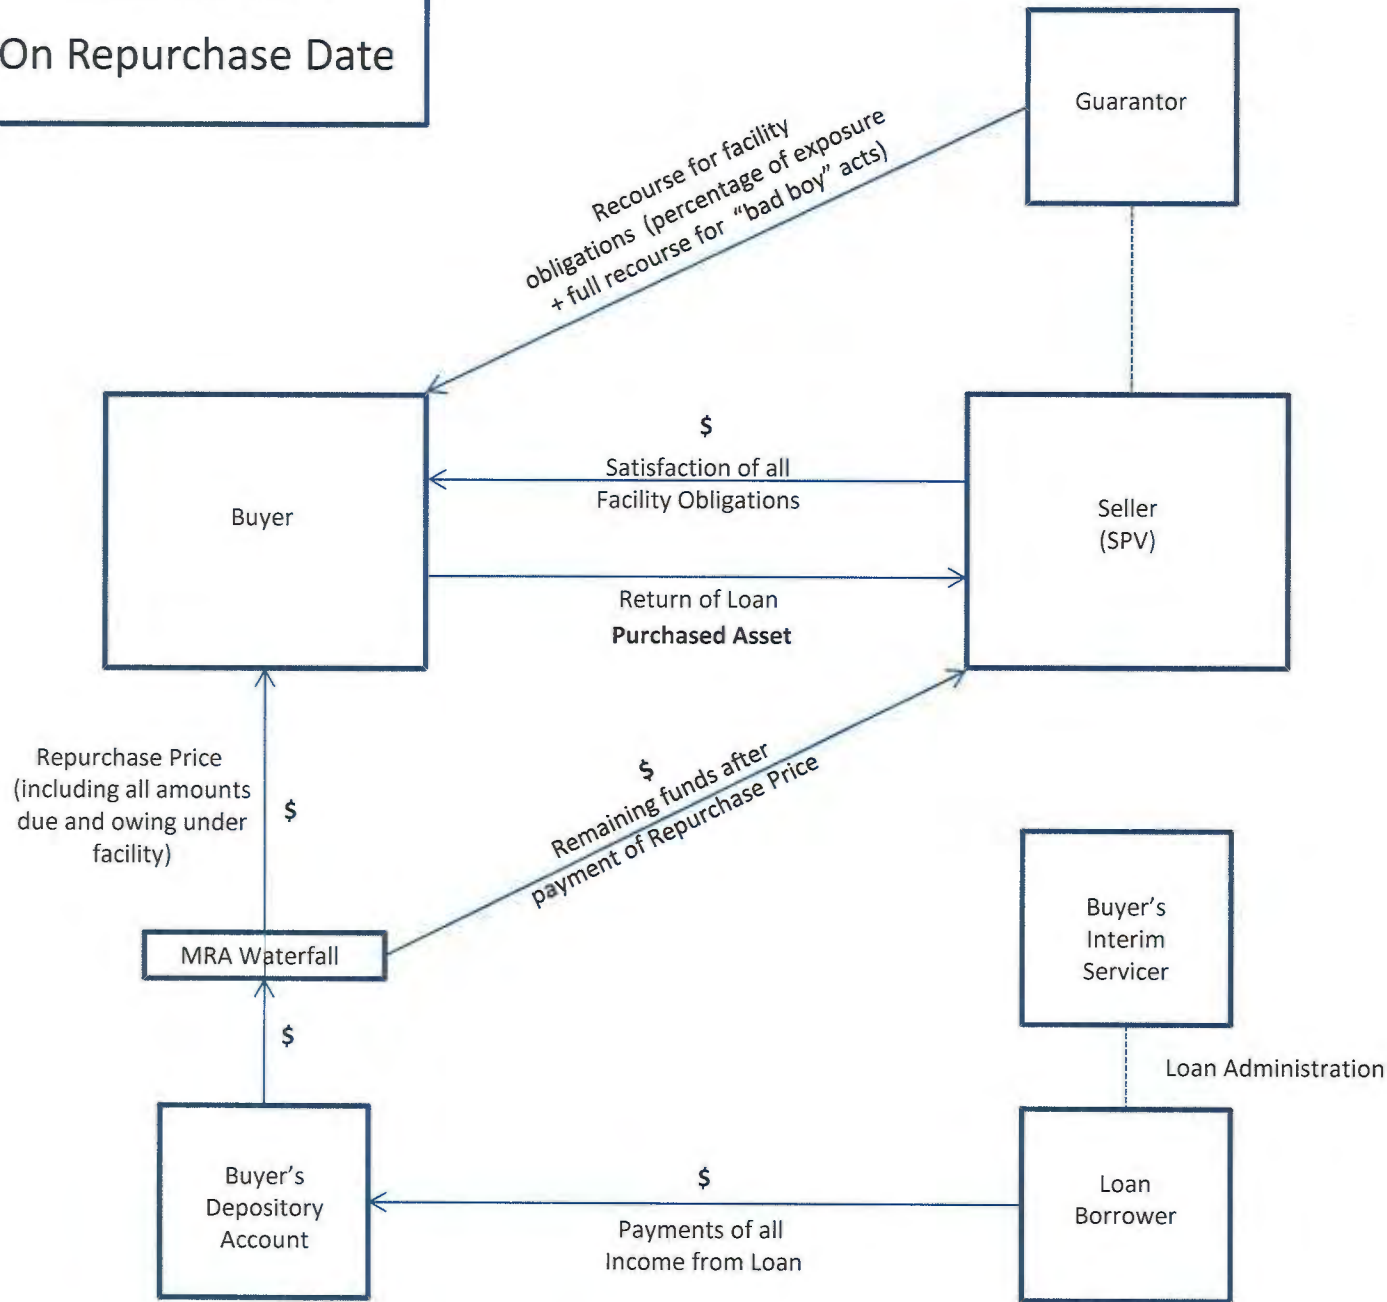 On Repurchase Date
Guarantor
Recourse for facility
obligations (percentage of exposure
+ full recourse for “bad boy” acts)
$
Satisfaction of all
Facility Obligations
Buyer
Seller
(SPV)
Return of Loan
Purchased Asset
Repurchase Price
(including all amounts
due and owing under
facility)
$
$
Remaining funds after
payment of Repurchase Price
Buyer’s
Interim
Servicer
MRA Waterfall
$
Loan Administration
Buyer’s
Depository
Account
$
Payments of all
Income from Loan
Loan
Borrower